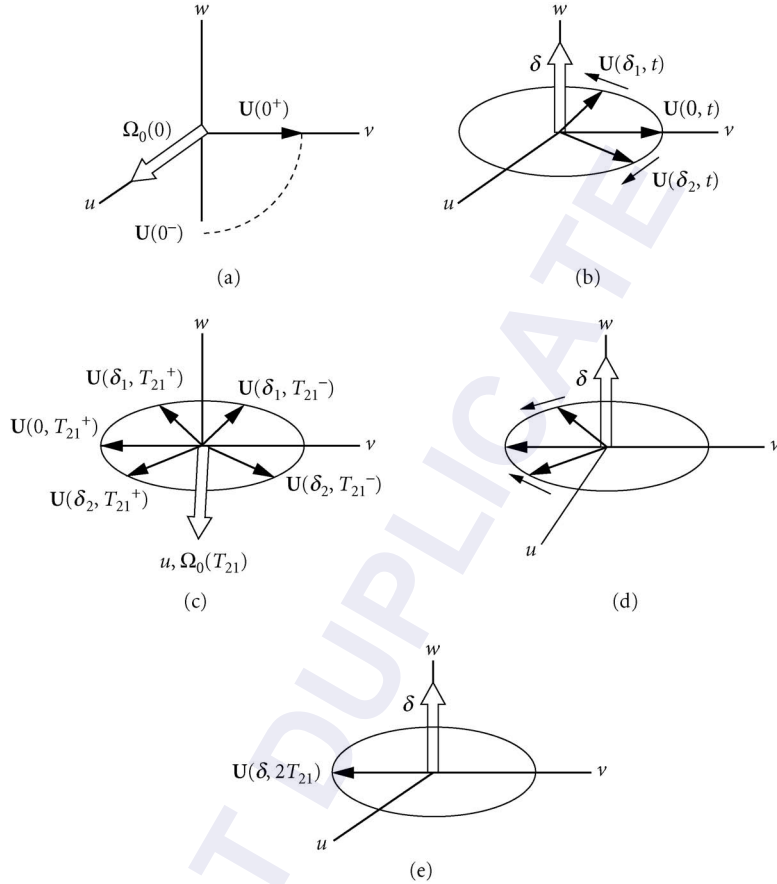 w
U(0⁺)
Ω₀(0)
v
u
U(0⁻)
(a)
w
δ
U(δ₁, t)
U(0, t)
v
U(δ₂, t)
u
(b)
w
U(δ₁, T₂₁⁺)
U(δ₁, T₂₁⁻)
U(0, T₂₁⁺)
v
U(δ₂, T₂₁⁺)
U(δ₂, T₂₁⁻)
u, Ω₀(T₂₁)
(c)
w
δ
v
u
(d)
w
δ
U(δ, 2T₂₁)
v
u
(e)
T DUPLICATE